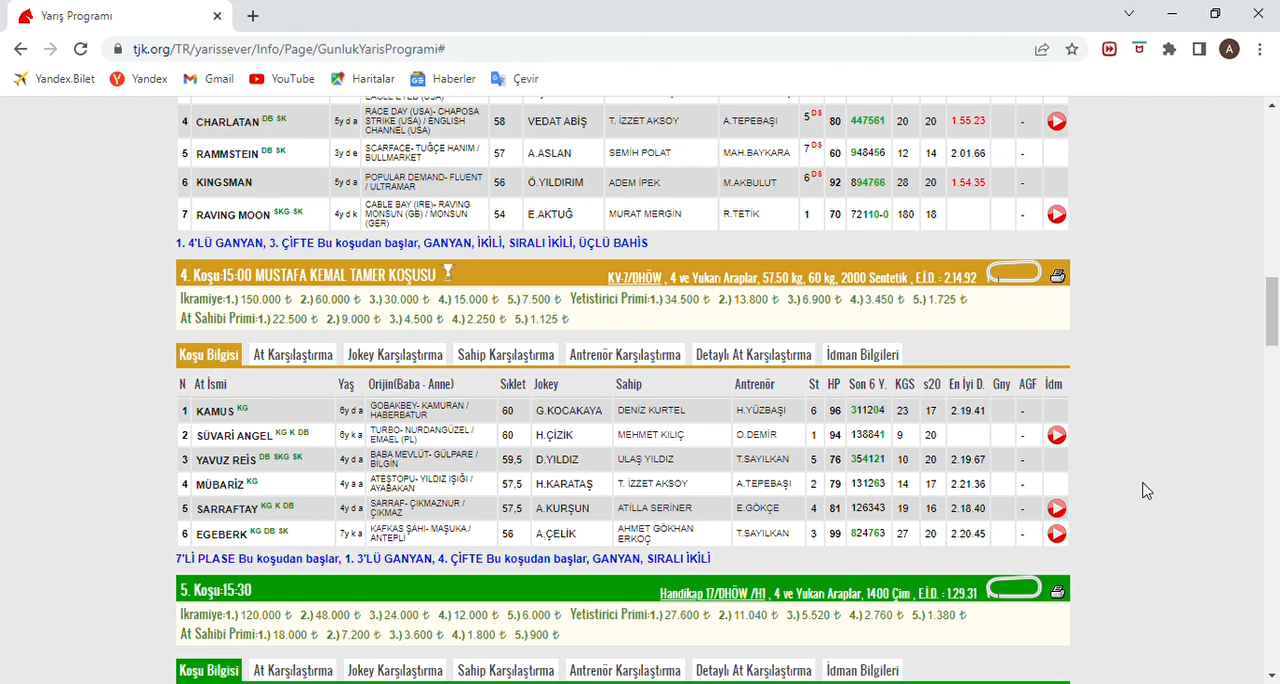 Yarış Programı
tjk.org/TR/yarissever/Info/Page/GunlukYarisProgrami#
A
Yandex.Bilet Yandex Gmail YouTube Haritalar Haberler Çevir
EAGLE EYED (USA)
4 CHARLATAN DB SK 5y d a RACE DAY (USA)- CHAPOSA STRIKE (USA) / ENGLISH CHANNEL (USA) 58 VEDAT ABİŞ T. İZZET AKSOY A.TEPEBAŞI 5 DS 80 447561 20 20 1.55.23 -
5 RAMMSTEIN DB SK 3y d e SCARFACE- TUĞÇE HANIM / BULLMARKET 57 A.ASLAN SEMİH POLAT MAH.BAYKARA 7 DS 60 948456 12 14 2.01.66 -
6 KINGSMAN 5y d a POPULAR DEMAND- FLUENT / ULTRAMAR 56 Ö.YILDIRIM ADEM İPEK M.AKBULUT 6 DS 92 894766 28 20 1.54.35 -
7 RAVING MOON SKG SK 4y d k CABLE BAY (IRE)- RAVING MONSUN (GB) / MONSUN (GER) 54 E.AKTUĞ MURAT MERGİN R.TETİK 1 70 72110-0 180 18 -
1. 4'LÜ GANYAN, 3. ÇİFTE Bu koşudan başlar, GANYAN, İKİLİ, SIRALI İKİLİ, ÜÇLÜ BAHİS
4. Koşu:15:00 MUSTAFA KEMAL TAMER KOŞUSU KV-7/DHÖW , 4 ve Yukarı Araplar, 57.50 kg, 60 kg, 2000 Sentetik , E.İ.D. : 2.14.92
İkramiye:1.) 150.000 ₺ 2.) 60.000 ₺ 3.) 30.000 ₺ 4.) 15.000 ₺ 5.) 7.500 ₺ Yetistirici Primi:1.) 34.500 ₺ 2.) 13.800 ₺ 3.) 6.900 ₺ 4.) 3.450 ₺ 5.) 1.725 ₺
At Sahibi Primi:1.) 22.500 ₺ 2.) 9.000 ₺ 3.) 4.500 ₺ 4.) 2.250 ₺ 5.) 1.125 ₺
Koşu Bilgisi At Karşılaştırma Jokey Karşılaştırma Sahip Karşılaştırma Antrenör Karşılaştırma Detaylı At Karşılaştırma İdman Bilgileri
N At İsmi Yaş Orijin(Baba - Anne) Sıklet Jokey Sahip Antrenör St HP Son 6 Y. KGS s20 En İyi D. Gny AGF İdm
1 KAMUS KG 6y d a GOBAKBEY- KAMURAN / HABERBATUR 60 G.KOCAKAYA DENİZ KURTEL H.YÜZBAŞI 6 96 311204 23 17 2.19.41 -
2 SÜVARİ ANGEL KG K DB 6y k a TURBO- NURDANGÜZEL / EMAEL (PL) 60 H.ÇİZİK MEHMET KILIÇ O.DEMİR 1 94 138841 9 20 -
3 YAVUZ REİS DB SKG SK 4y d a BABA MEVLÜT- GÜLPARE / BİLGİN 59,5 D.YILDIZ ULAŞ YILDIZ T.SAYILKAN 5 76 354121 10 20 2.19.67 -
4 MÜBARİZ KG 4y a a ATEŞTOPU- YILDIZ IŞIĞI / AYABAKAN 57,5 H.KARATAŞ T. İZZET AKSOY A.TEPEBAŞI 2 79 131263 14 17 2.21.36 -
5 SARRAFTAY KG K DB 4y d a SARRAF- ÇIKMAZNUR / ÇIKMAZ 57,5 A.KURŞUN ATİLLA SERİNER E.GÖKÇE 4 81 126343 19 16 2.18.40 -
6 EGEBERK KG DB SK 7y k a KAFKAS ŞAHI- MAŞUKA / ANTEPLİ 56 A.ÇELİK AHMET GÖKHAN ERKOÇ T.SAYILKAN 3 99 824763 27 20 2.20.45 -
7'Lİ PLASE Bu koşudan başlar, 1. 3'LÜ GANYAN, 4. ÇİFTE Bu koşudan başlar, GANYAN, SIRALI İKİLİ
5. Koşu:15:30 Handikap 17/DHÖW /H1 , 4 ve Yukarı Araplar, 1400 Çim , E.İ.D. : 1.29.31
İkramiye:1.) 120.000 ₺ 2.) 48.000 ₺ 3.) 24.000 ₺ 4.) 12.000 ₺ 5.) 6.000 ₺ Yetistirici Primi:1.) 27.600 ₺ 2.) 11.040 ₺ 3.) 5.520 ₺ 4.) 2.760 ₺ 5.) 1.380 ₺
At Sahibi Primi:1.) 18.000 ₺ 2.) 7.200 ₺ 3.) 3.600 ₺ 4.) 1.800 ₺ 5.) 900 ₺
Koşu Bilgisi At Karşılaştırma Jokey Karşılaştırma Sahip Karşılaştırma Antrenör Karşılaştırma Detaylı At Karşılaştırma İdman Bilgileri